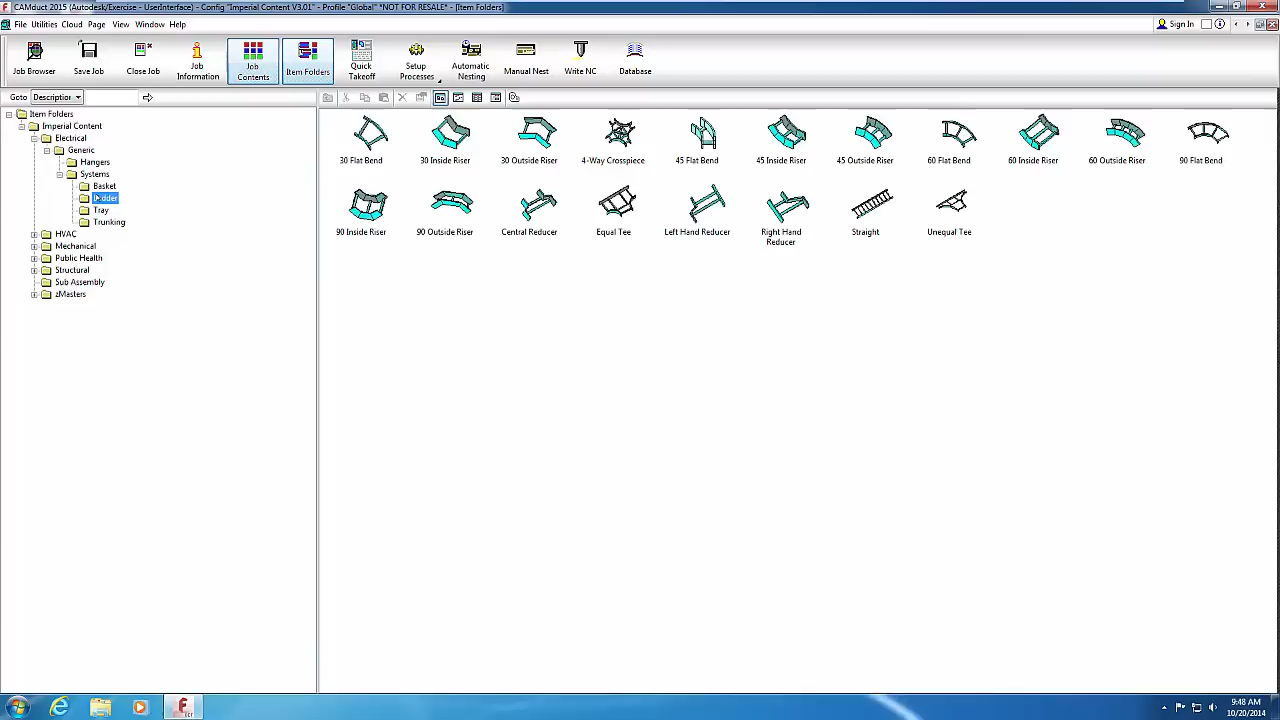 CAMduct 2015 (Autodesk/Exercise - UserInterface) - Config "Imperial Content V3.01" - Profile "Global" *NOT FOR RESALE* - [Item Folders]
File Utilities Cloud Page View Window Help
Sign In
Job Browser
Save Job
Close Job
Job Information
Job Contents
Item Folders
Quick Takeoff
Setup Processes
Automatic Nesting
Manual Nest
Write NC
Database
Goto Description
Item Folders
Imperial Content
Electrical
Generic
Hangers
Systems
Basket
Ladder
Tray
Trunking
HVAC
Mechanical
Public Health
Structural
Sub Assembly
zMasters
30 Flat Bend
30 Inside Riser
30 Outside Riser
4-Way Crosspiece
45 Flat Bend
45 Inside Riser
45 Outside Riser
60 Flat Bend
60 Inside Riser
60 Outside Riser
90 Flat Bend
90 Inside Riser
90 Outside Riser
Central Reducer
Equal Tee
Left Hand Reducer
Right Hand Reducer
Straight
Unequal Tee
9:48 AM
10/20/2014